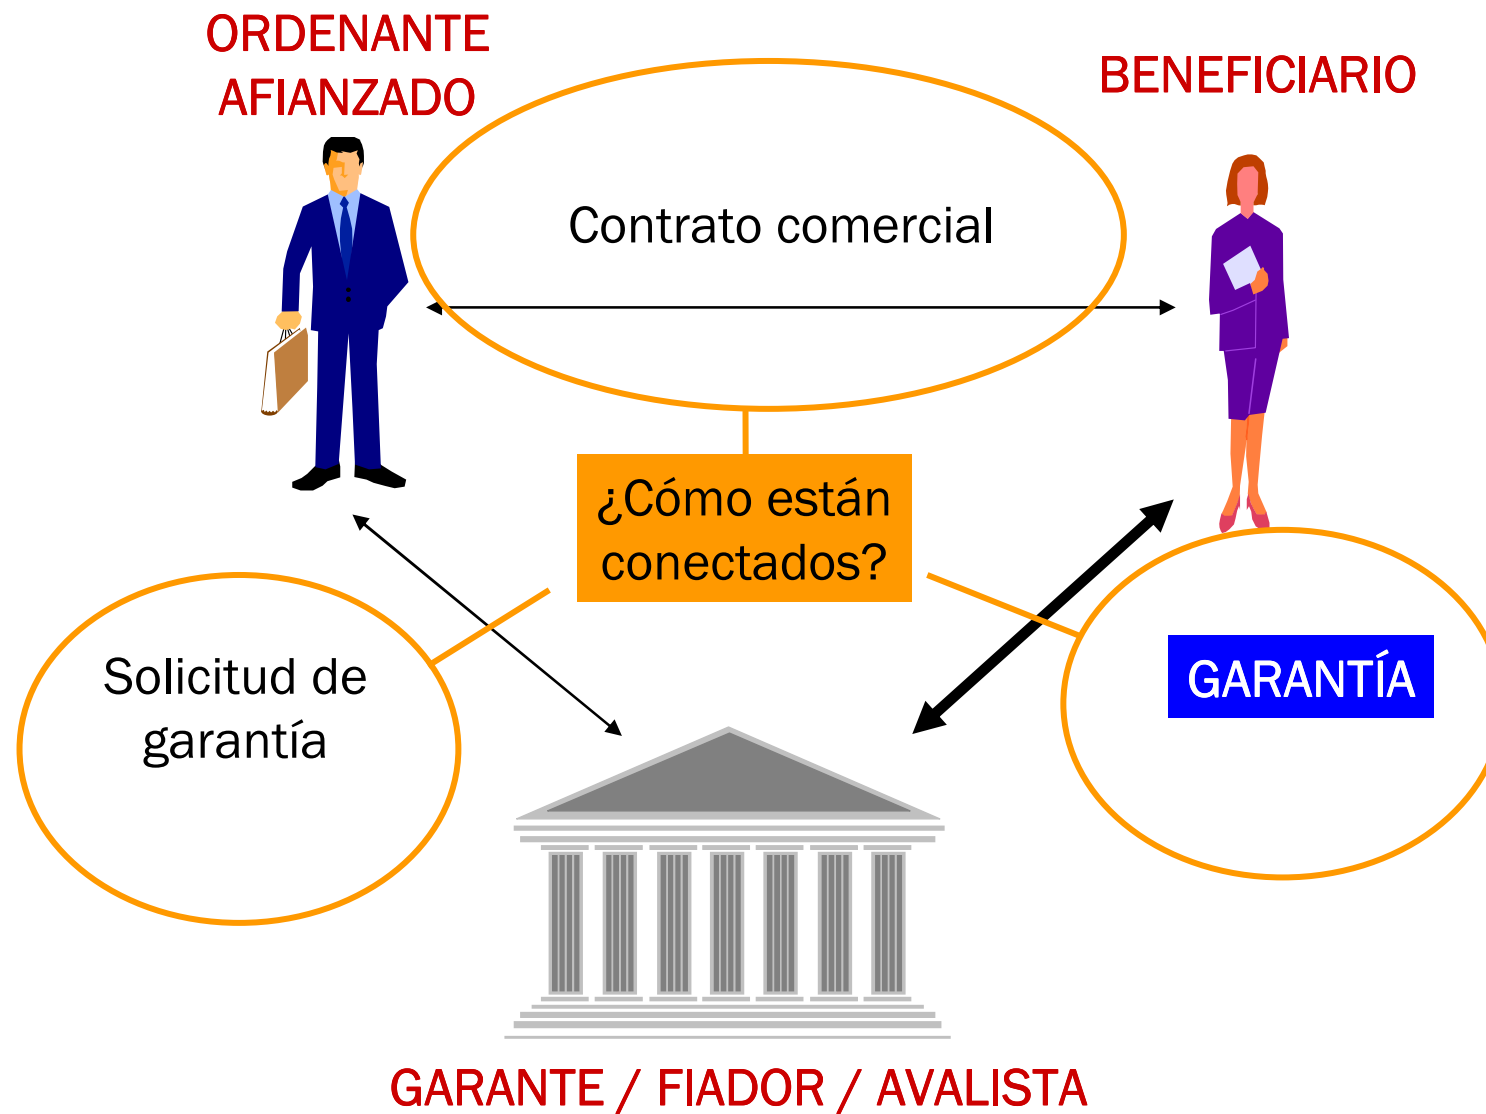 ORDENANTE
AFIANZADO
BENEFICIARIO
Contrato comercial
¿Cómo están
conectados?
Solicitud de
garantía
GARANTÍA
GARANTE / FIADOR / AVALISTA